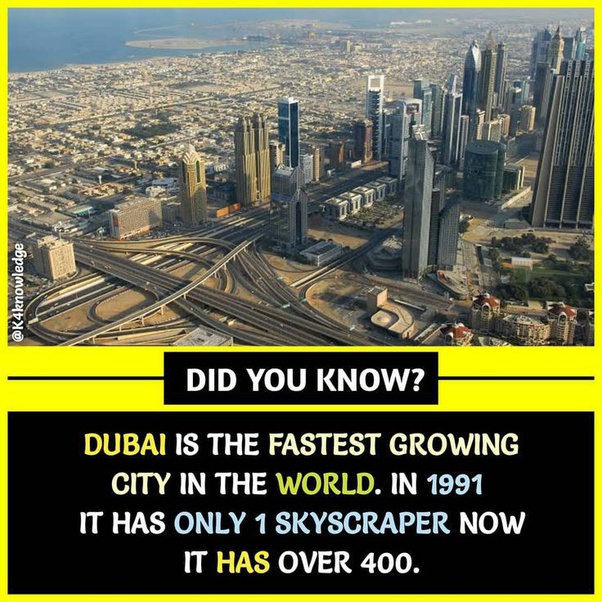 @K4knowledge
DID YOU KNOW?
DUBAI IS THE FASTEST GROWING
CITY IN THE WORLD. IN 1991
IT HAS ONLY 1 SKYSCRAPER NOW
IT HAS OVER 400.